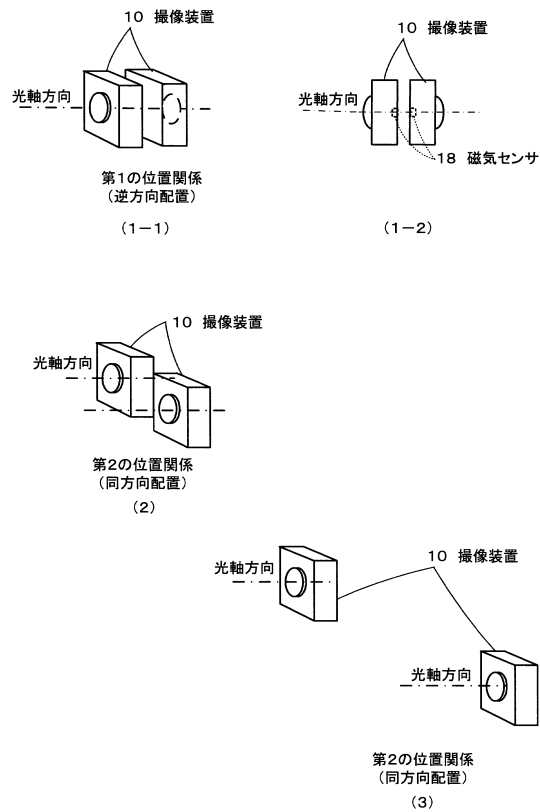 10 撮像装置
光軸方向
第1の位置関係
(逆方向配置)
(1-1)
10 撮像装置
光軸方向
18 磁気センサ
(1-2)
10 撮像装置
光軸方向
第2の位置関係
(同方向配置)
(2)
10 撮像装置
光軸方向
光軸方向
第2の位置関係
(同方向配置)
(3)